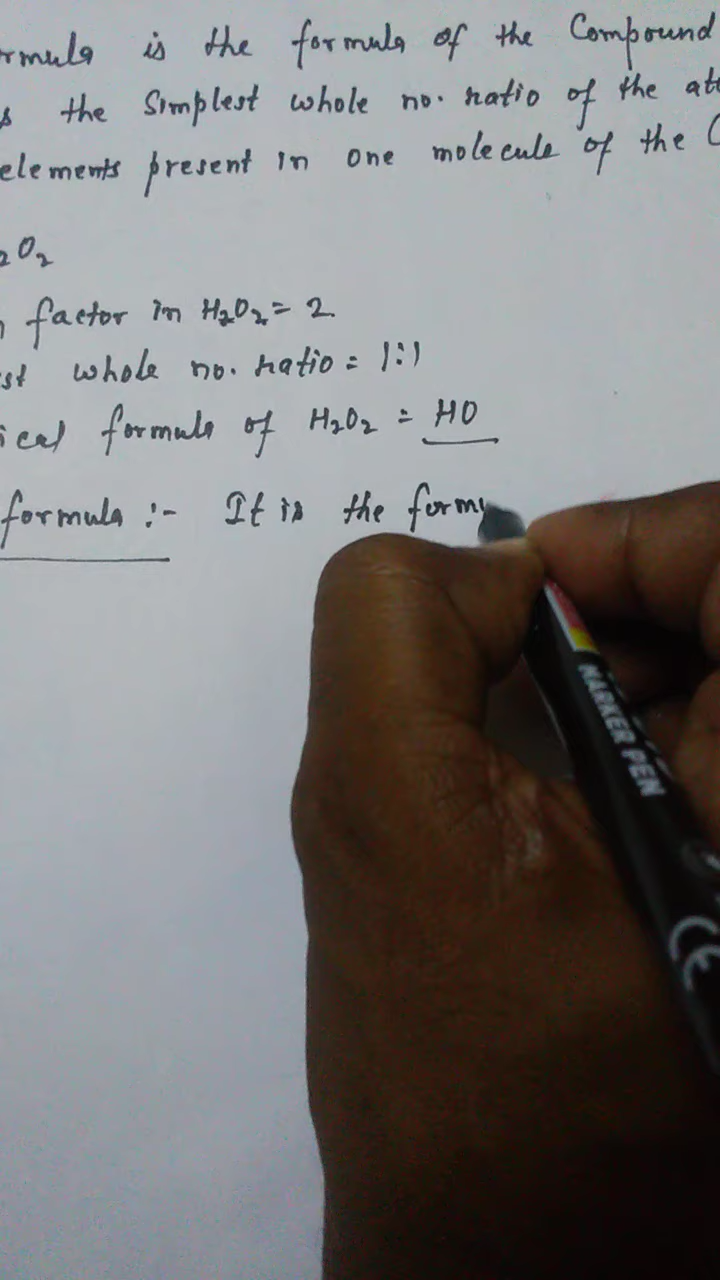 rmula is the formula of the Compound
s the Simplest whole no. ratio of the at
elements present in one molecule of the C
2O₂
n factor in H₂O₂ = 2
st whole no. ratio = 1:1
ical formula of H₂O₂ = HO
formula :- It is the formu
MARKER PEN
CE